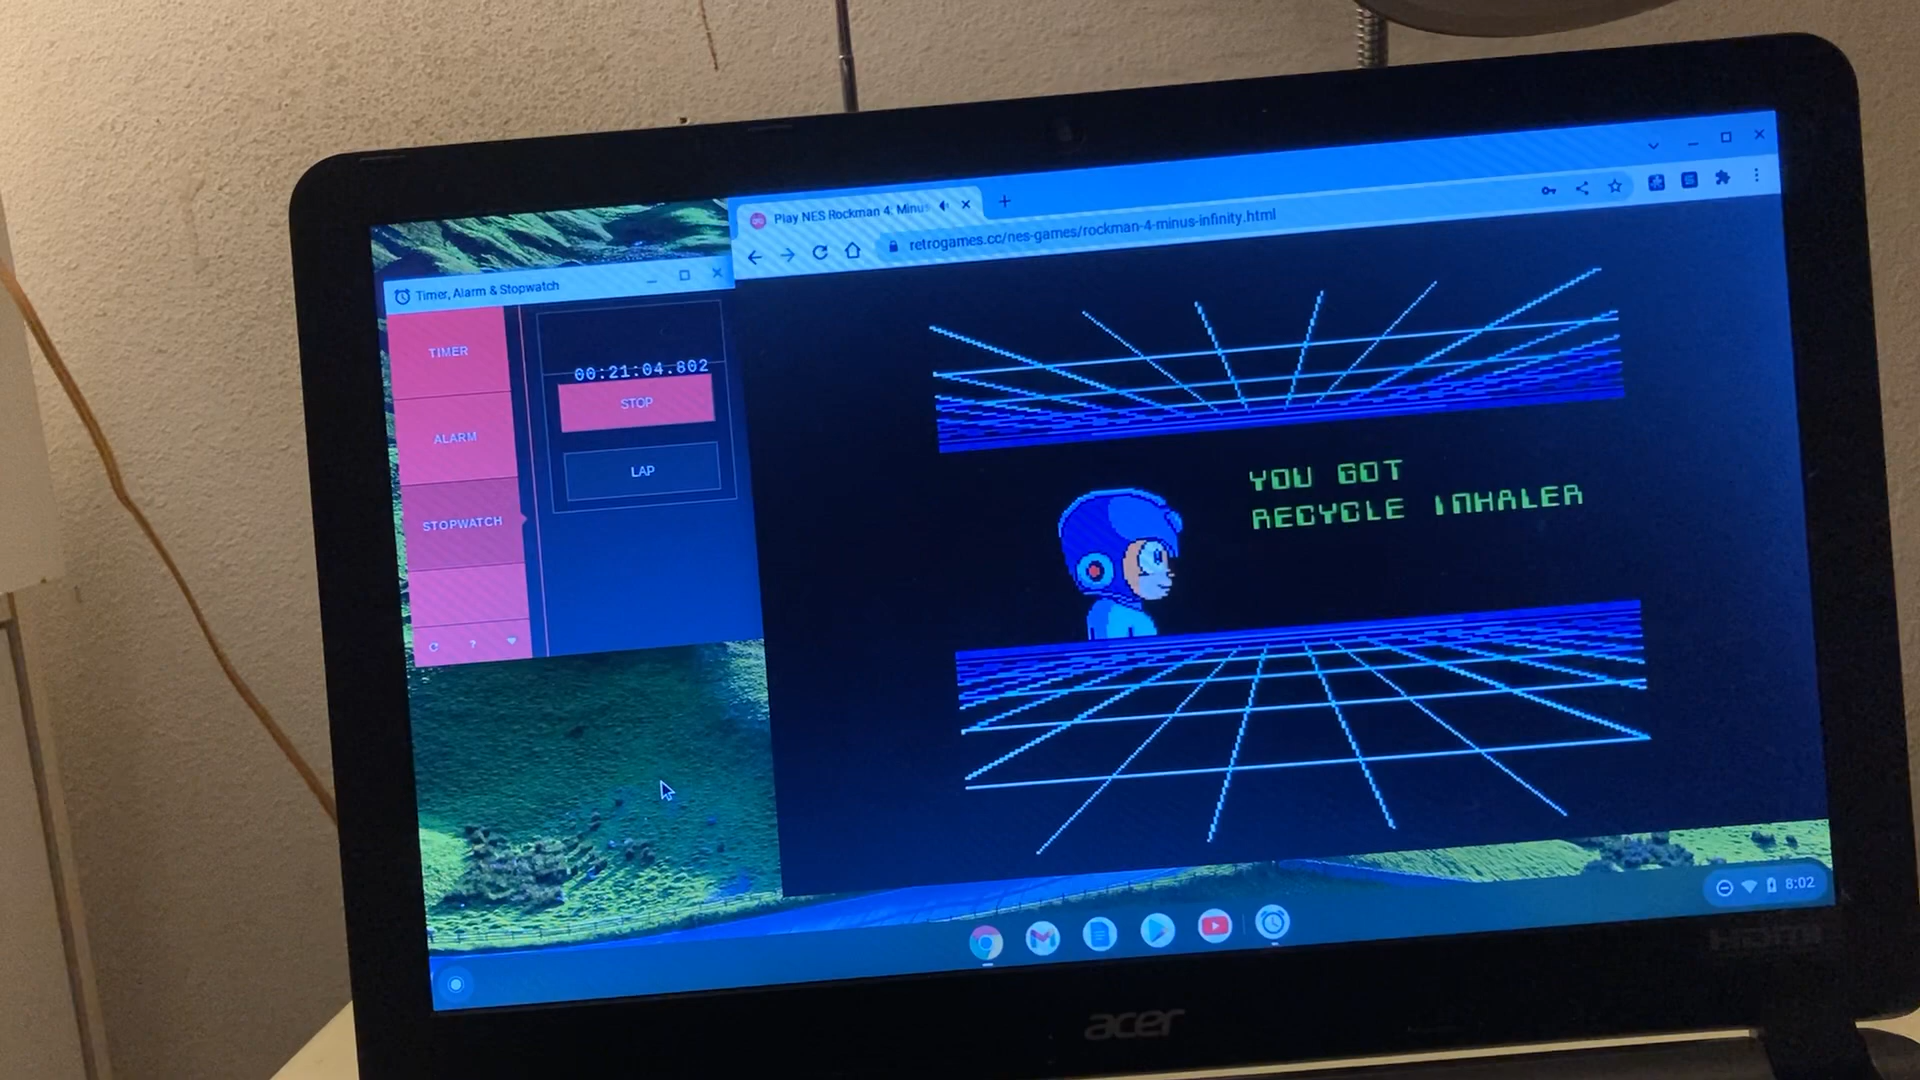 Play NES Rockman 4: Minus
retrogames.cc/nes-games/rockman-4-minus-infinity.html
Timer, Alarm & Stopwatch
TIMER
ALARM
STOPWATCH
00:21:04.802
STOP
LAP
YOU GOT
RECYCLE INHALER
8:02
HDMI
acer